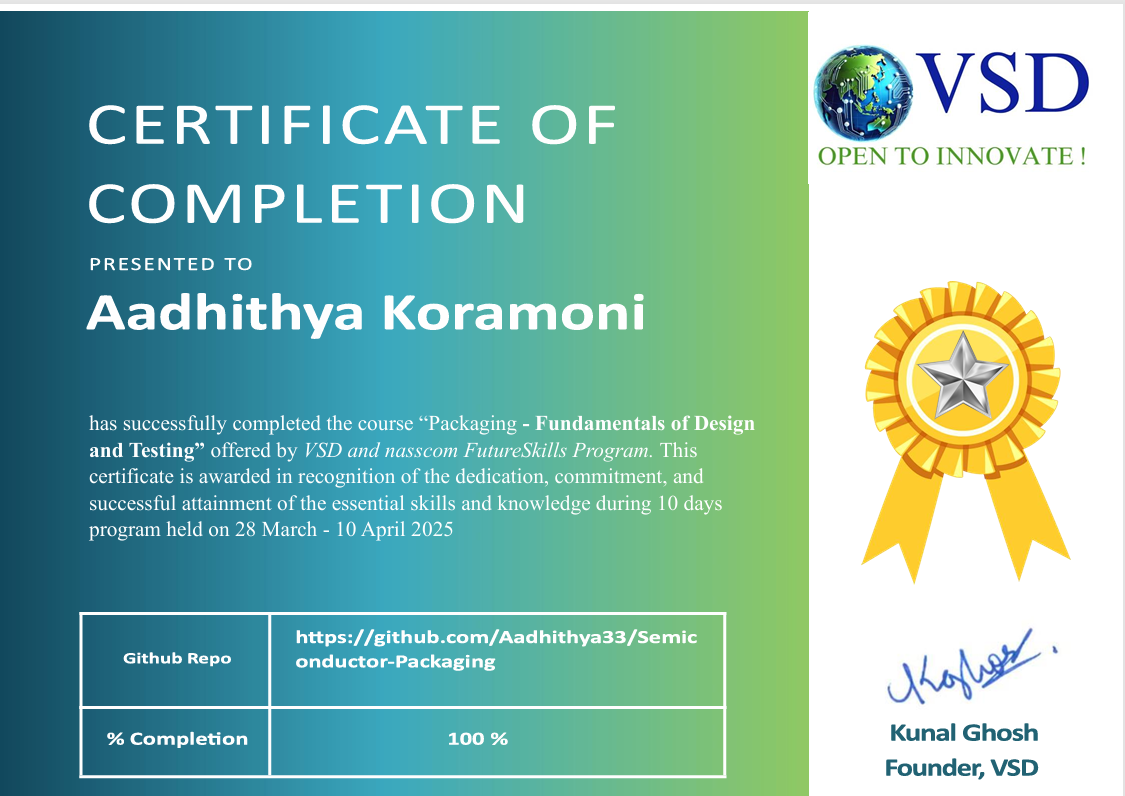 VSD
OPEN TO INNOVATE !
CERTIFICATE OF
COMPLETION
PRESENTED TO
Aadhithya Koramoni
has successfully completed the course “Packaging - Fundamentals of Design
and Testing” offered by VSD and nasscom FutureSkills Program. This
certificate is awarded in recognition of the dedication, commitment, and
successful attainment of the essential skills and knowledge during 10 days
program held on 28 March - 10 April 2025
Github Repo
https://github.com/Aadhithya33/Semic
onductor-Packaging
% Completion
100 %
Kunal Ghosh
Founder, VSD